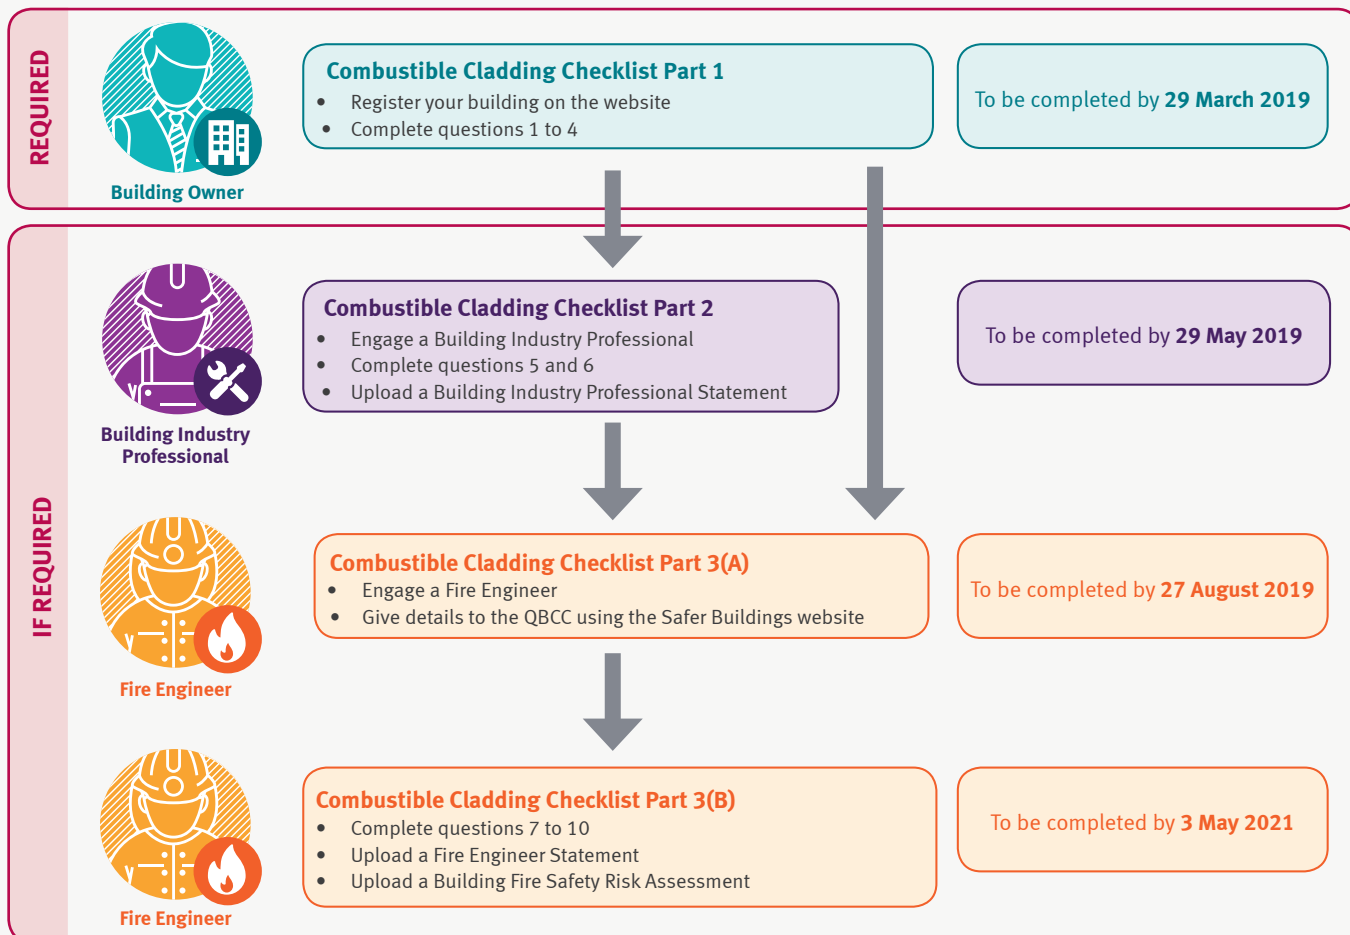 REQUIRED
Building Owner
Combustible Cladding Checklist Part 1
• Register your building on the website
• Complete questions 1 to 4
To be completed by 29 March 2019
IF REQUIRED
Building Industry
Professional
Combustible Cladding Checklist Part 2
• Engage a Building Industry Professional
• Complete questions 5 and 6
• Upload a Building Industry Professional Statement
To be completed by 29 May 2019
Fire Engineer
Combustible Cladding Checklist Part 3(A)
• Engage a Fire Engineer
• Give details to the QBCC using the Safer Buildings website
To be completed by 27 August 2019
Fire Engineer
Combustible Cladding Checklist Part 3(B)
• Complete questions 7 to 10
• Upload a Fire Engineer Statement
• Upload a Building Fire Safety Risk Assessment
To be completed by 3 May 2021